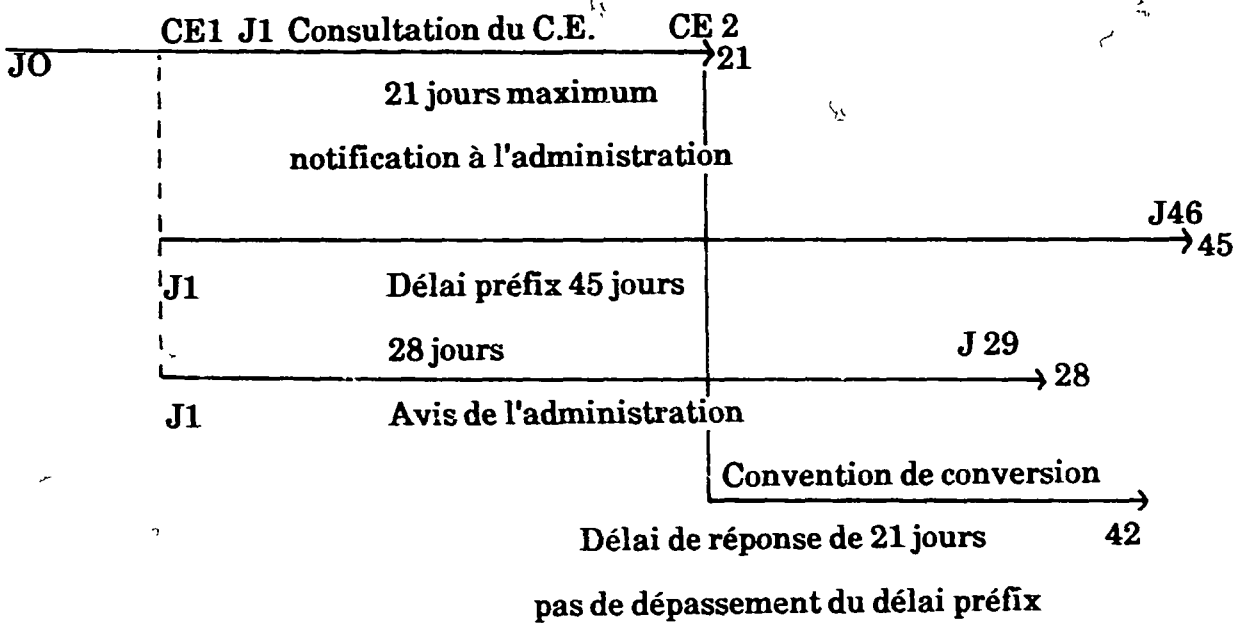 CE1 J1 Consultation du C.E. CE 2
JO 21
21 jours maximum
notification à l'administration
J46
45
J1 Délai préfix 45 jours
28 jours J 29
28
J1 Avis de l'administration
Convention de conversion
Délai de réponse de 21 jours 42
pas de dépassement du délai préfix